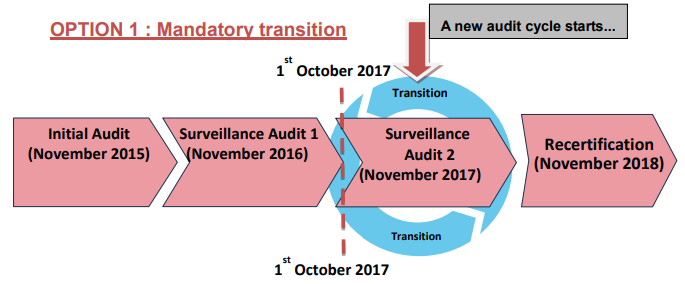 OPTION 1 : Mandatory transition
A new audit cycle starts...
1st October 2017
Transition
Initial Audit
(November 2015)
Surveillance Audit 1
(November 2016)
Surveillance
Audit 2
(November 2017)
Recertification
(November 2018)
Transition
1st October 2017